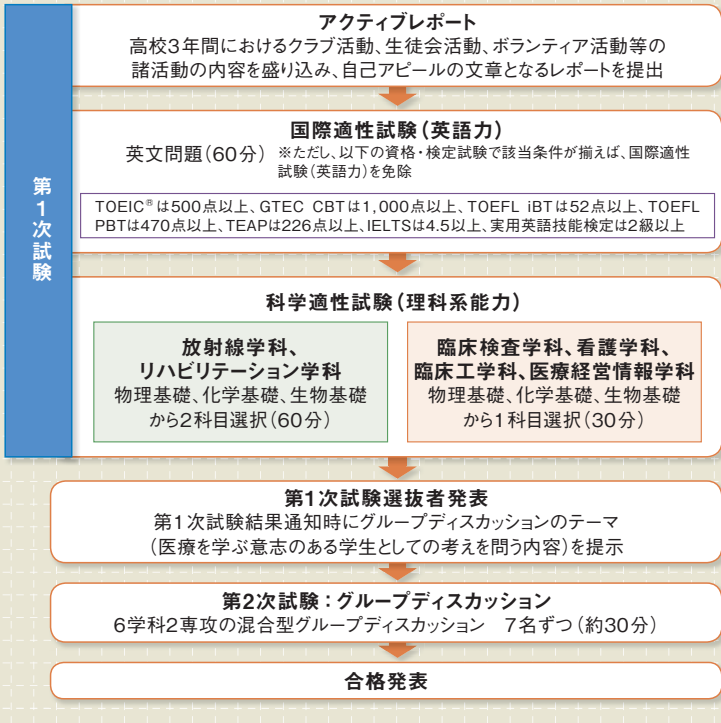 アクティブレポート
高校3年間におけるクラブ活動、生徒会活動、ボランティア活動等の
諸活動の内容を盛り込み、自己アピールの文章となるレポートを提出
第1次試験
国際適性試験(英語力)
英文問題(60分) ※ただし、以下の資格・検定試験で該当条件が揃えば、国際適性
試験(英語力)を免除
TOEIC®は500点以上、GTEC CBTは1,000点以上、TOEFL iBTは52点以上、TOEFL
PBTは470点以上、TEAPは226点以上、IELTSは4.5以上、実用英語技能検定は2級以上
科学適性試験(理科系能力)
放射線学科、
リハビリテーション学科
物理基礎、化学基礎、生物基礎
から2科目選択(60分)
臨床検査学科、看護学科、
臨床工学科、医療経営情報学科
物理基礎、化学基礎、生物基礎
から1科目選択(30分)
第1次試験選抜者発表
第1次試験結果通知時にグループディスカッションのテーマ
(医療を学ぶ意志のある学生としての考えを問う内容)を提示
第2次試験:グループディスカッション
6学科2専攻の混合型グループディスカッション 7名ずつ(約30分)
合格発表